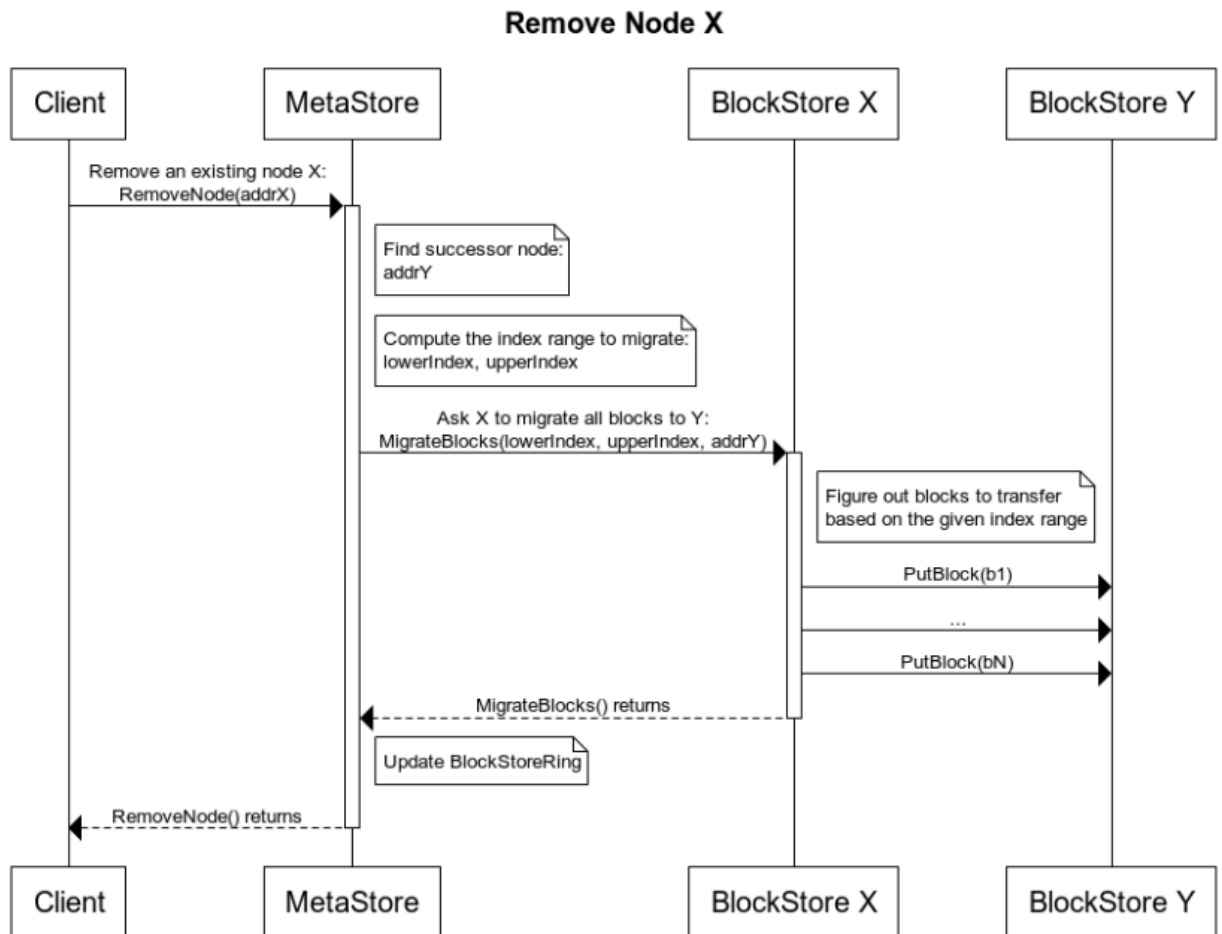 Remove Node X
Client
MetaStore
BlockStore X
BlockStore Y
Remove an existing node X:
RemoveNode(addrX)
Find successor node:
addrY
Compute the index range to migrate:
lowerIndex, upperIndex
Ask X to migrate all blocks to Y:
MigrateBlocks(lowerIndex, upperIndex, addrY)
Figure out blocks to transfer
based on the given index range
PutBlock(b1)
...
PutBlock(bN)
MigrateBlocks() returns
Update BlockStoreRing
RemoveNode() returns
Client
MetaStore
BlockStore X
BlockStore Y